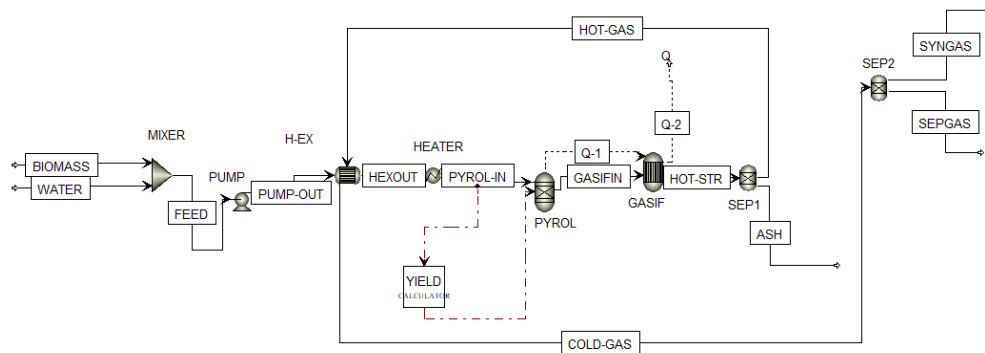 HOT-GAS
SYNGAS
Q
SEP2
SEPGAS
MIXER
H-EX
Q-2
HEATER
Q-1
BIOMASS
WATER
PUMP
PUMP-OUT
HEXOUT
PYROL-IN
GASIFIN
HOT-STR
FEED
PYROL
GASIF
SEP1
ASH
YIELD
CALCULATOR
COLD-GAS